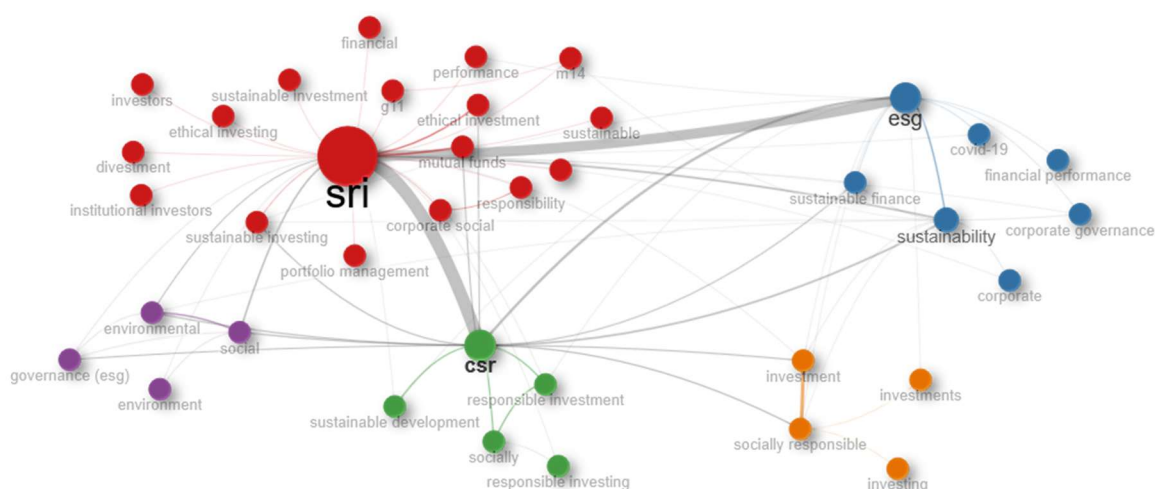 financial
performance
m14
investors
sustainable investment
g11
esg
ethical investment
ethical investing
sustainable
covid-19
mutual funds
divestment
financial performance
sri
responsibility
sustainable finance
institutional investors
corporate social
corporate governance
sustainable investing
sustainability
portfolio management
corporate
environmental
social
csr
governance (esg)
investment
environment
responsible investment
investments
sustainable development
socially responsible
socially
responsible investing
investing